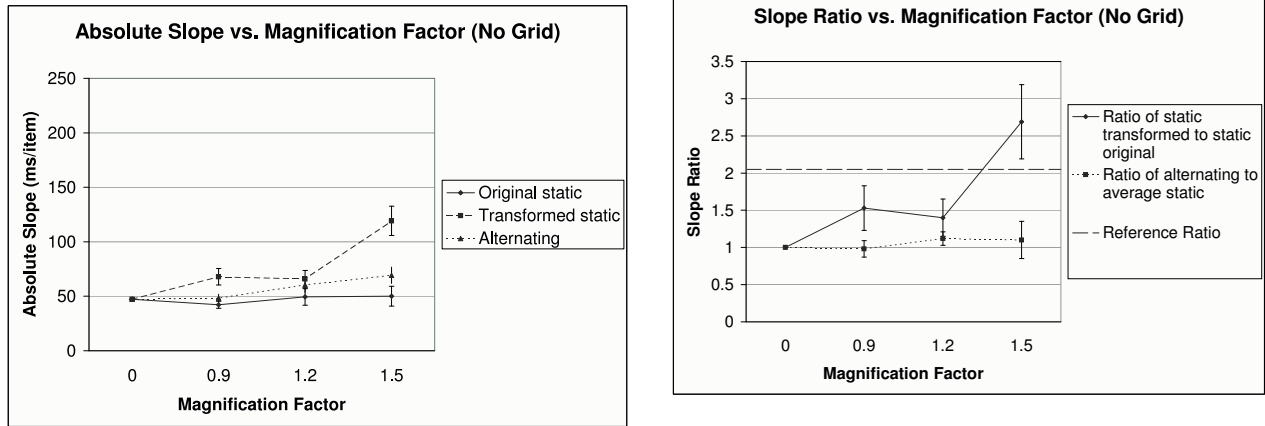 Absolute Slope vs. Magnification Factor (No Grid)
Absolute Slope (ms/item)
250
200
150
100
50
0
0 0.9 1.2 1.5
Magnification Factor
Original static
Transformed static
Alternating
Slope Ratio vs. Magnification Factor (No Grid)
Slope Ratio
3.5
3
2.5
2
1.5
1
0.5
0
0 0.9 1.2 1.5
Magnification Factor
Ratio of static
transformed to static
original
Ratio of alternating to
average static
Reference Ratio